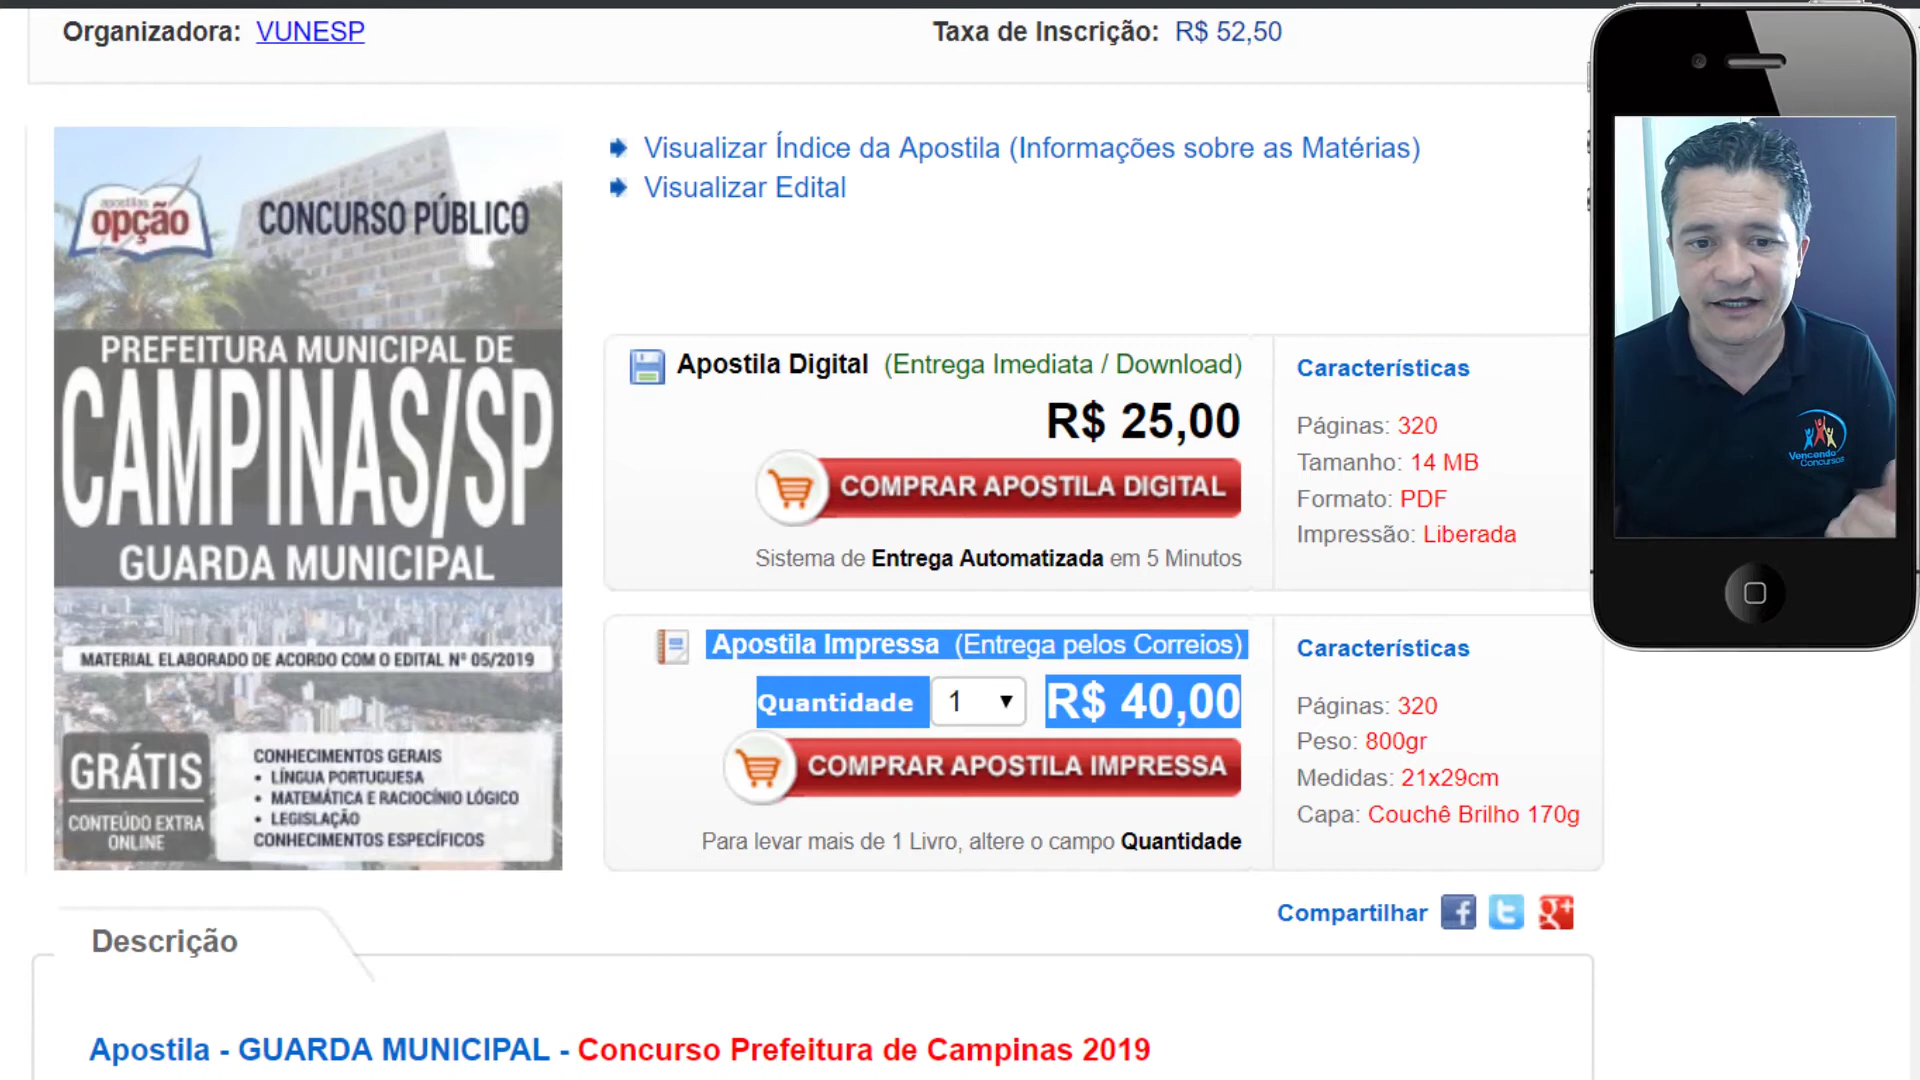 Organizadora: VUNESP
Taxa de Inscrição: R$ 52,50
apostilas
opção
CONCURSO PÚBLICO
PREFEITURA MUNICIPAL DE
CAMPINAS/SP
GUARDA MUNICIPAL
MATERIAL ELABORADO DE ACORDO COM O EDITAL Nº 05/2019
GRÁTIS
CONTEÚDO EXTRA
ONLINE
CONHECIMENTOS GERAIS
• LÍNGUA PORTUGUESA
• MATEMÁTICA E RACIOCÍNIO LÓGICO
• LEGISLAÇÃO
CONHECIMENTOS ESPECÍFICOS
Visualizar Índice da Apostila (Informações sobre as Matérias)
Visualizar Edital
Apostila Digital (Entrega Imediata / Download)
R$ 25,00
COMPRAR APOSTILA DIGITAL
Sistema de Entrega Automatizada em 5 Minutos
Características
Páginas: 320
Tamanho: 14 MB
Formato: PDF
Impressão: Liberada
Apostila Impressa (Entrega pelos Correios)
Quantidade 1 R$ 40,00
COMPRAR APOSTILA IMPRESSA
Para levar mais de 1 Livro, altere o campo Quantidade
Características
Páginas: 320
Peso: 800gr
Medidas: 21x29cm
Capa: Couchê Brilho 170g
Vencendo
Concursos
Compartilhar
Descrição
Apostila - GUARDA MUNICIPAL - Concurso Prefeitura de Campinas 2019